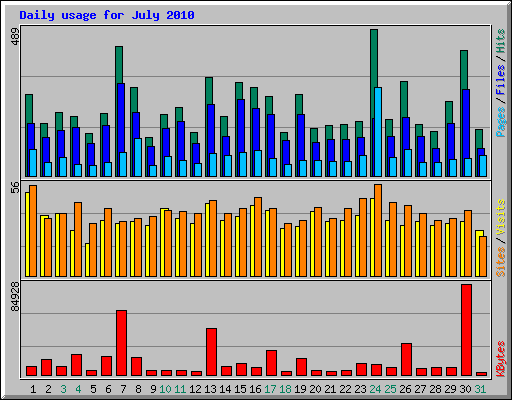 Daily usage for July 2010
489
56
84928
Pages / Files / Hits
Sites / Visits
KBytes
1 2 3 4 5 6 7 8 9 10 11 12 13 14 15 16 17 18 19 20 21 22 23 24 25 26 27 28 29 30 31